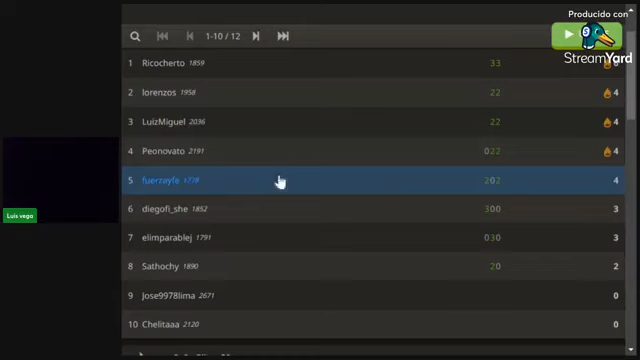 Producido con
StreamYard
1-10 / 12
1 Ricocherto 1859 33
2 lorenzos 1958 22 4
3 LuizMiguel 2036 22 4
4 Peonovato 2191 022 4
5 fuerzayfe 1778 202 4
6 diegofi_she 1852 300 3
7 elimparablej 1791 030 3
8 Sathochy 1890 20 2
9 Jose9978lima 2671 0
10 Chelitaaa 2120 0
Luis vega